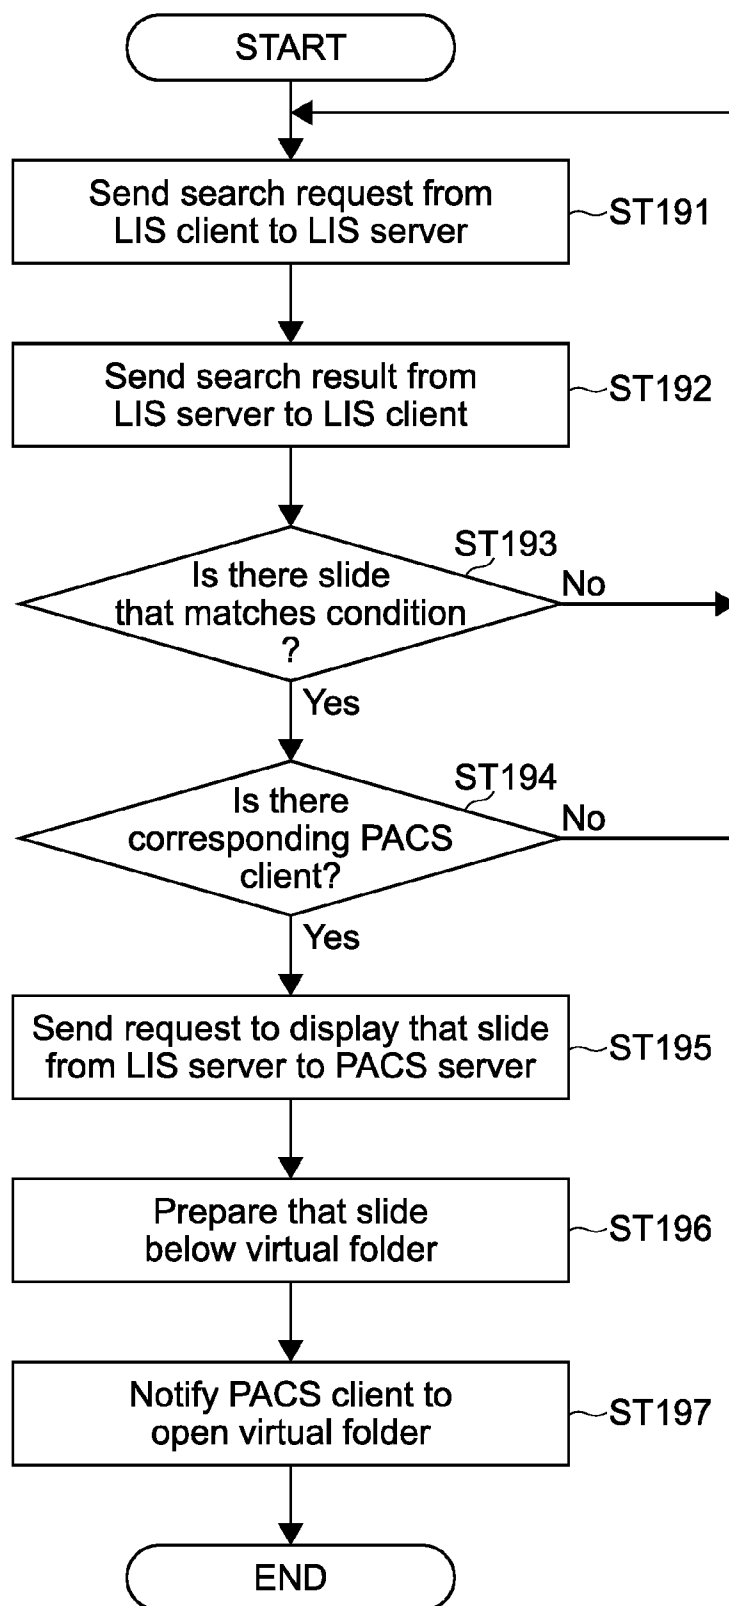 START
Send search request from
LIS client to LIS server
ST191
Send search result from
LIS server to LIS client
ST192
ST193
Is there slide
that matches condition
?
No
Yes
ST194
Is there
corresponding PACS
client?
No
Yes
Send request to display that slide
from LIS server to PACS server
ST195
Prepare that slide
below virtual folder
ST196
Notify PACS client to
open virtual folder
ST197
END